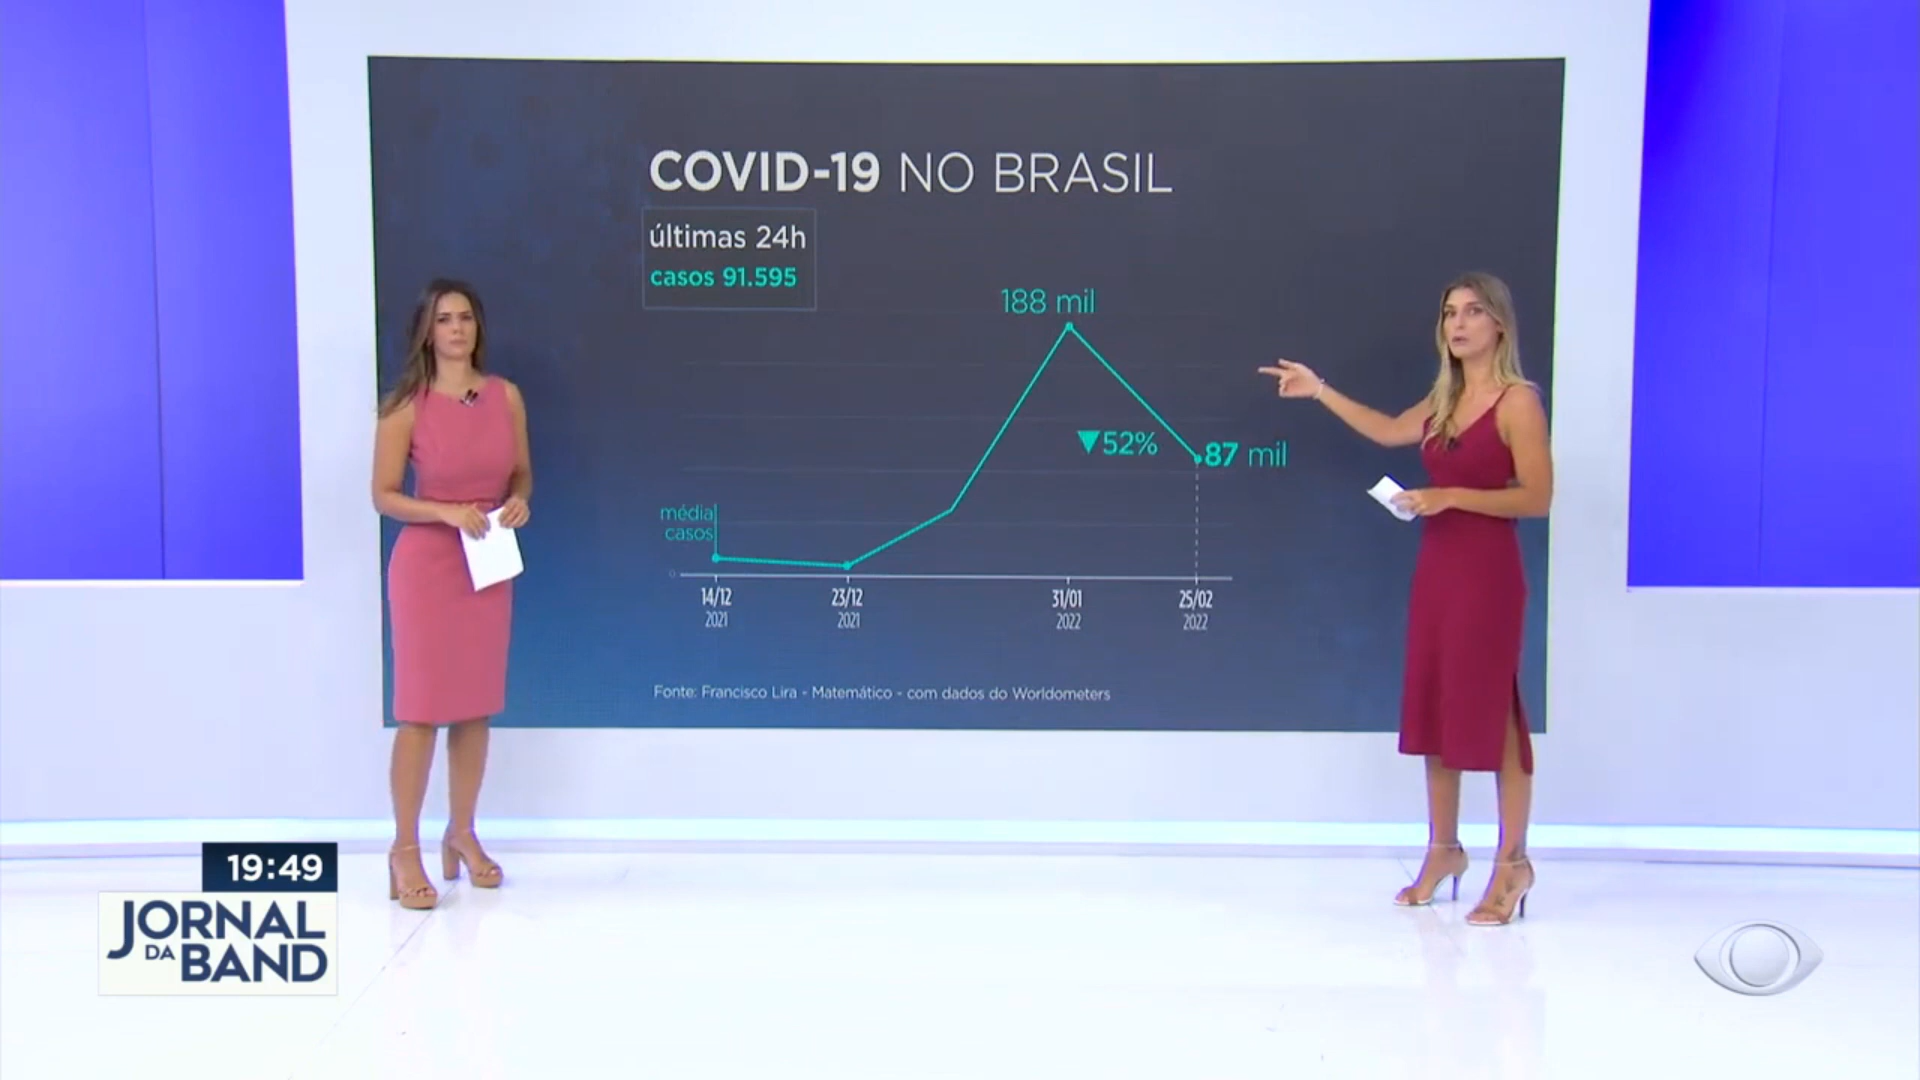 COVID-19 NO BRASIL
últimas 24h
casos 91.595
188 mil
▼52%
87 mil
média
casos
0
14/12
2021
23/12
2021
31/01
2022
25/02
2022
Fonte: Francisco Lira - Matemático - com dados do Worldometers
19:49
JORNAL
DA BAND